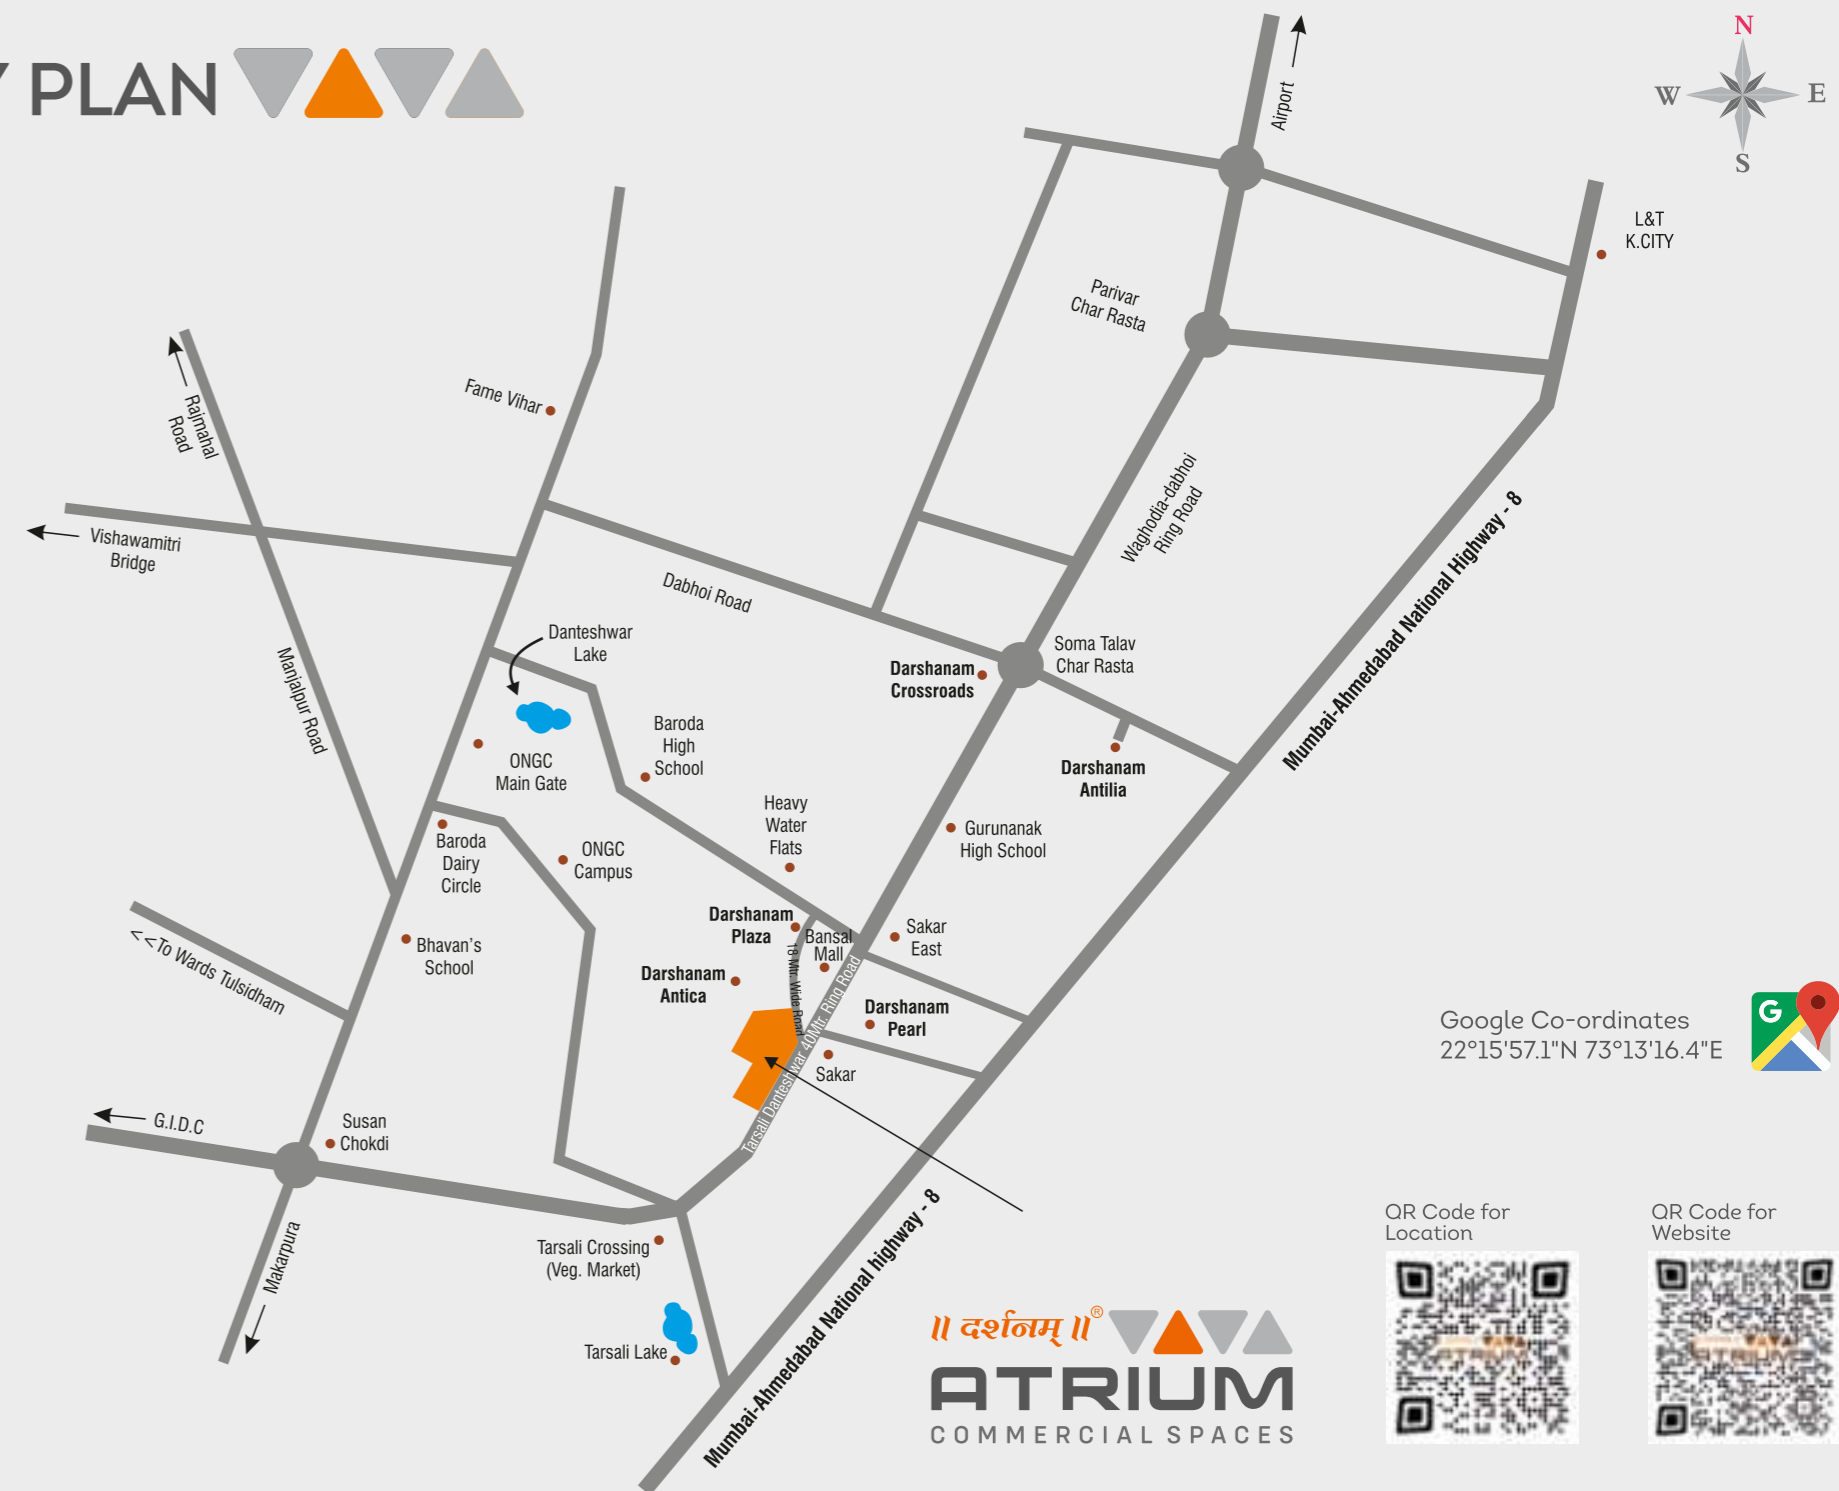 Y PLAN
N
W
E
S
Airport
L&T
K.CITY
Parivar
Char Rasta
Fame Vihar
Rajmahal
Road
Waghodia-dabhoi
Ring Road
Mumbai-Ahmedabad National Highway - 8
Vishawamitri
Bridge
Dabhoi Road
Danteshwar
Lake
Soma Talav
Char Rasta
Darshanam
Crossroads
Manjalpur Road
Baroda
High
School
ONGC
Main Gate
Darshanam
Antilia
Heavy
Water
Flats
Gurunanak
High School
Baroda
Dairy
Circle
ONGC
Campus
Darshanam
Plaza
Bansal
Mall
Sakar
East
Bhavan's
School
<<To Wards Tulsidham
18 Mtr. Wide Road
Darshanam
Antica
Darshanam
Pearl
Tarsali Danteshwar 40Mtr. Ring Road
Sakar
Google Co-ordinates
22°15'57.1"N 73°13'16.4"E
G
G.I.D.C
Susan
Chokdi
Makarpura
Tarsali Crossing
(Veg. Market)
Tarsali Lake
Mumbai-Ahmedabad National highway - 8
QR Code for
Location
QR Code for
Website
॥ दर्शनम् ॥®
ATRIUM
COMMERCIAL SPACES